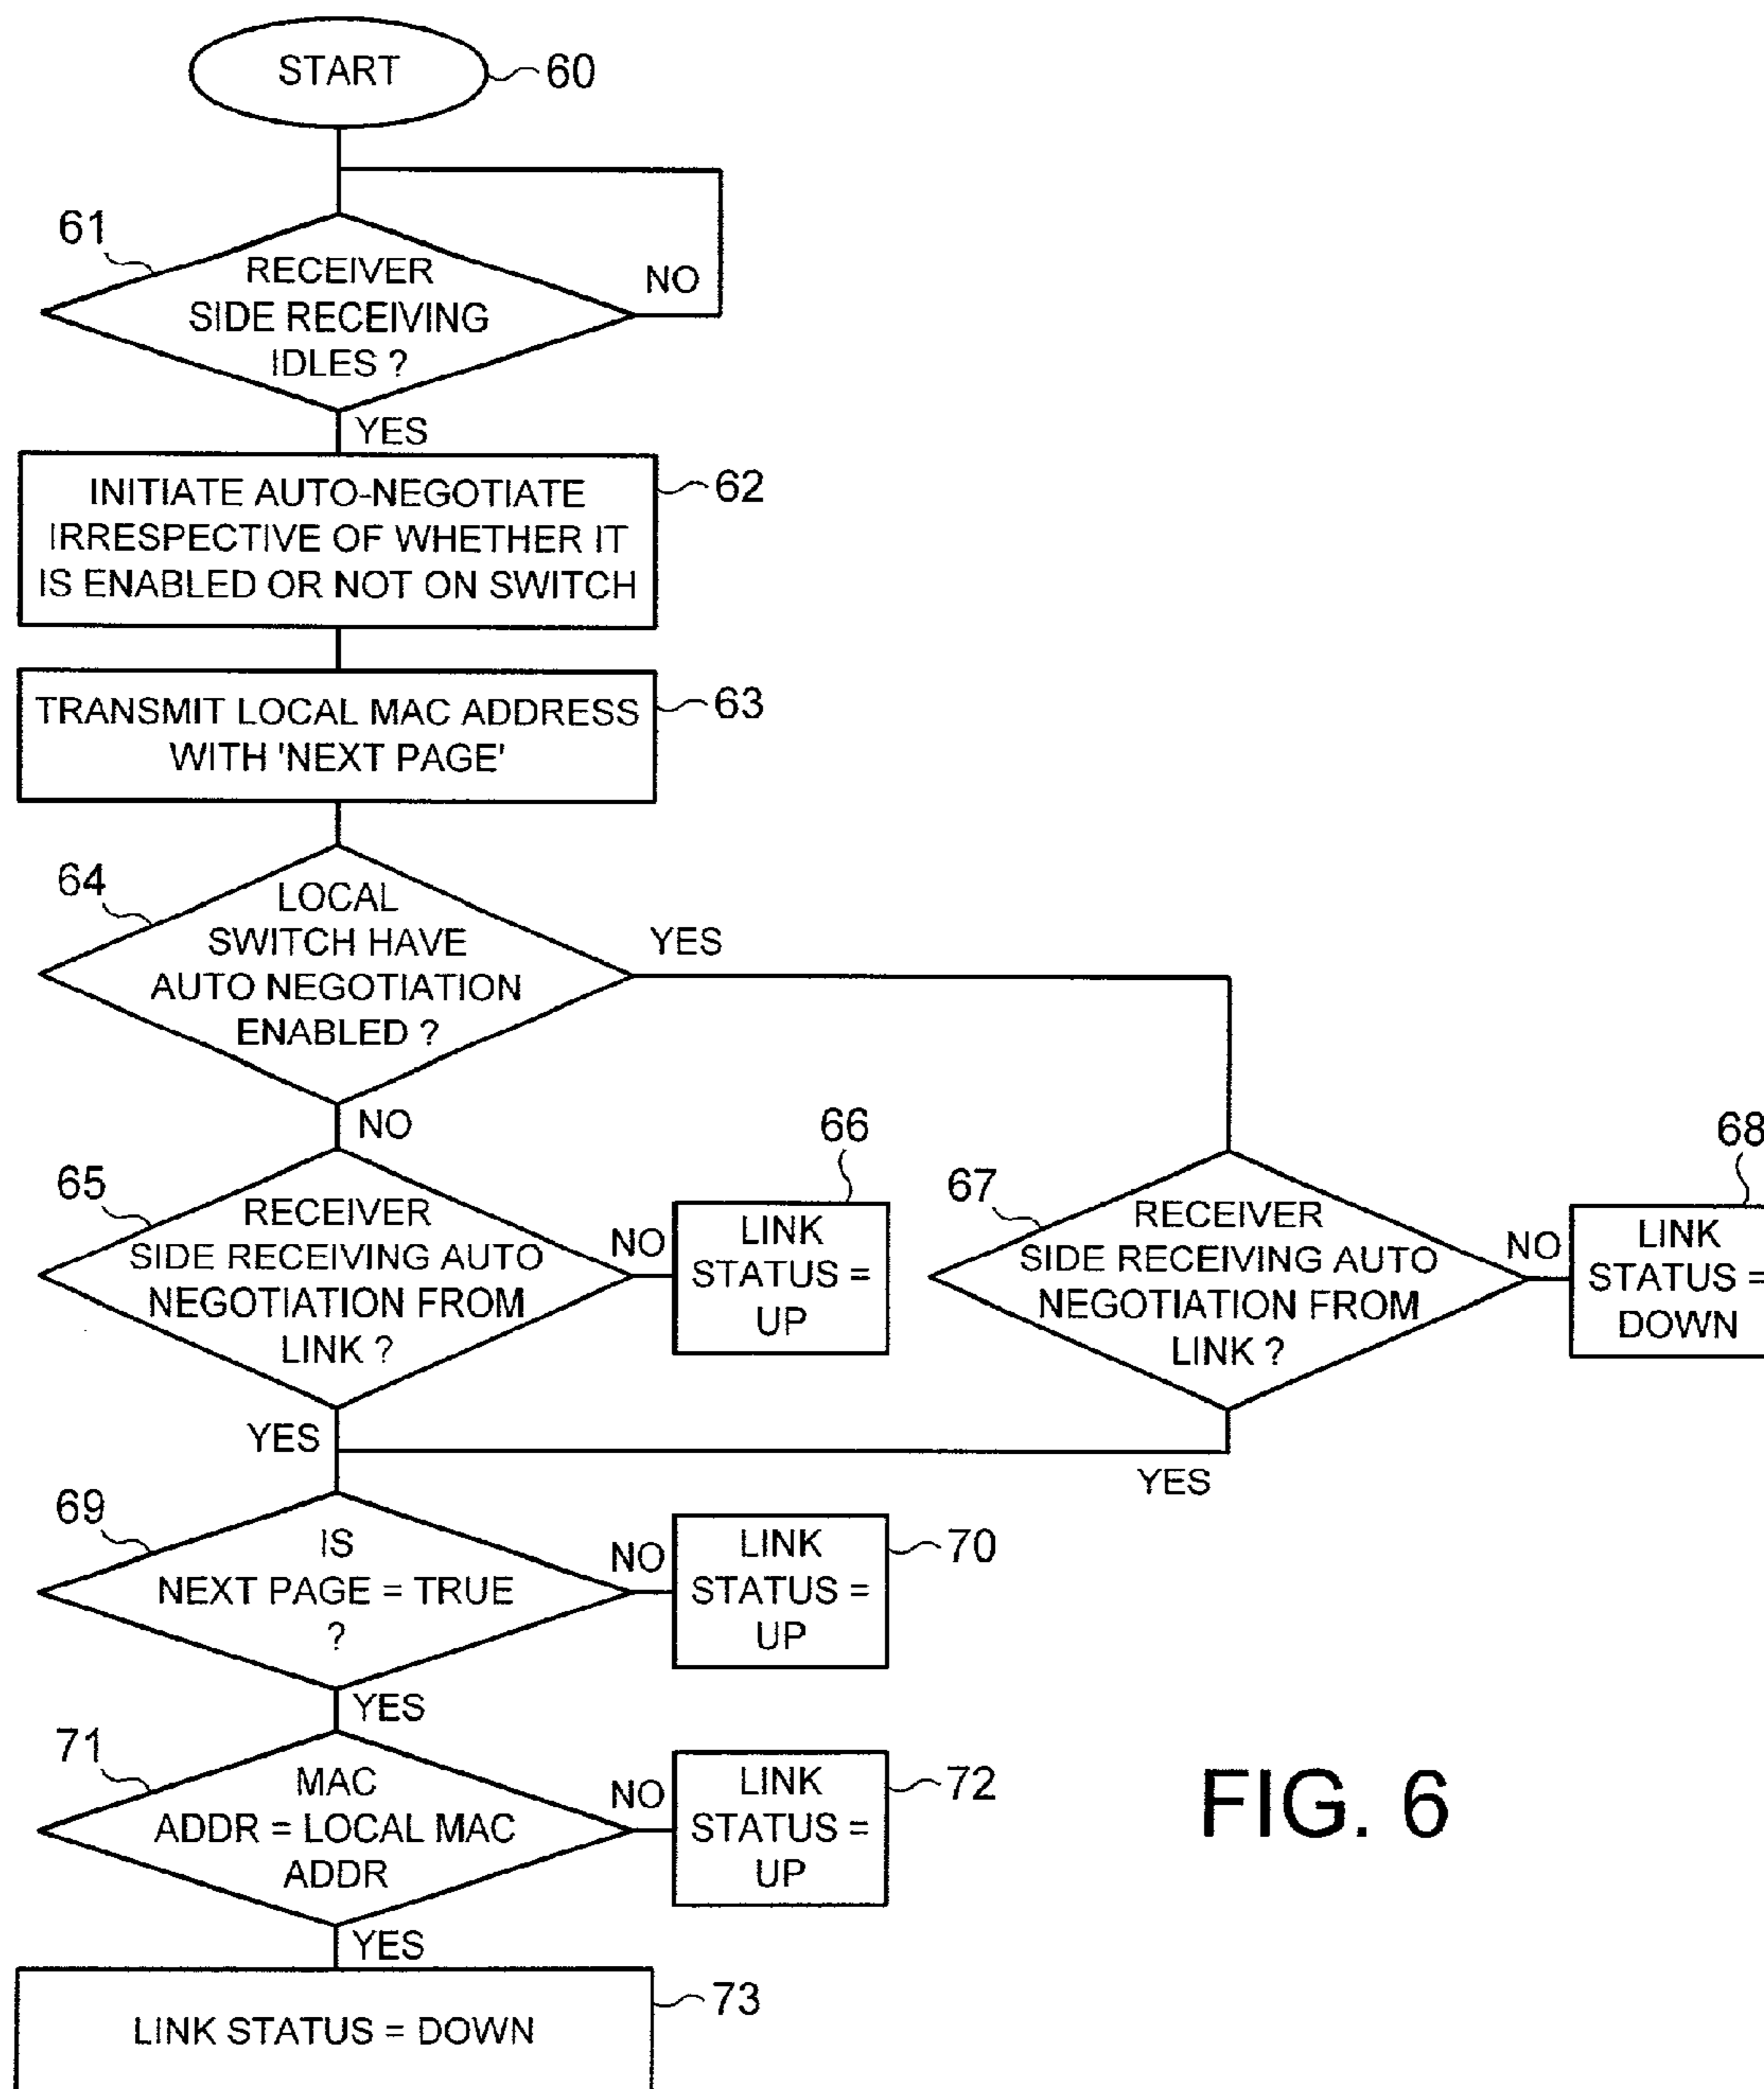 START
60
61
RECEIVER
SIDE RECEIVING
IDLES ?
NO
YES
INITIATE AUTO-NEGOTIATE
IRRESPECTIVE OF WHETHER IT
IS ENABLED OR NOT ON SWITCH
62
TRANSMIT LOCAL MAC ADDRESS
WITH 'NEXT PAGE'
63
64
LOCAL
SWITCH HAVE
AUTO NEGOTIATION
ENABLED ?
YES
NO
65
RECEIVER
SIDE RECEIVING AUTO
NEGOTIATION FROM
LINK ?
NO
66
LINK
STATUS =
UP
67
RECEIVER
SIDE RECEIVING AUTO
NEGOTIATION FROM
LINK ?
NO
68
LINK
STATUS =
DOWN
YES
YES
69
IS
NEXT PAGE = TRUE
?
NO
LINK
STATUS =
UP
70
YES
71
MAC
ADDR = LOCAL MAC
ADDR
NO
LINK
STATUS =
UP
72
YES
LINK STATUS = DOWN
73
FIG. 6